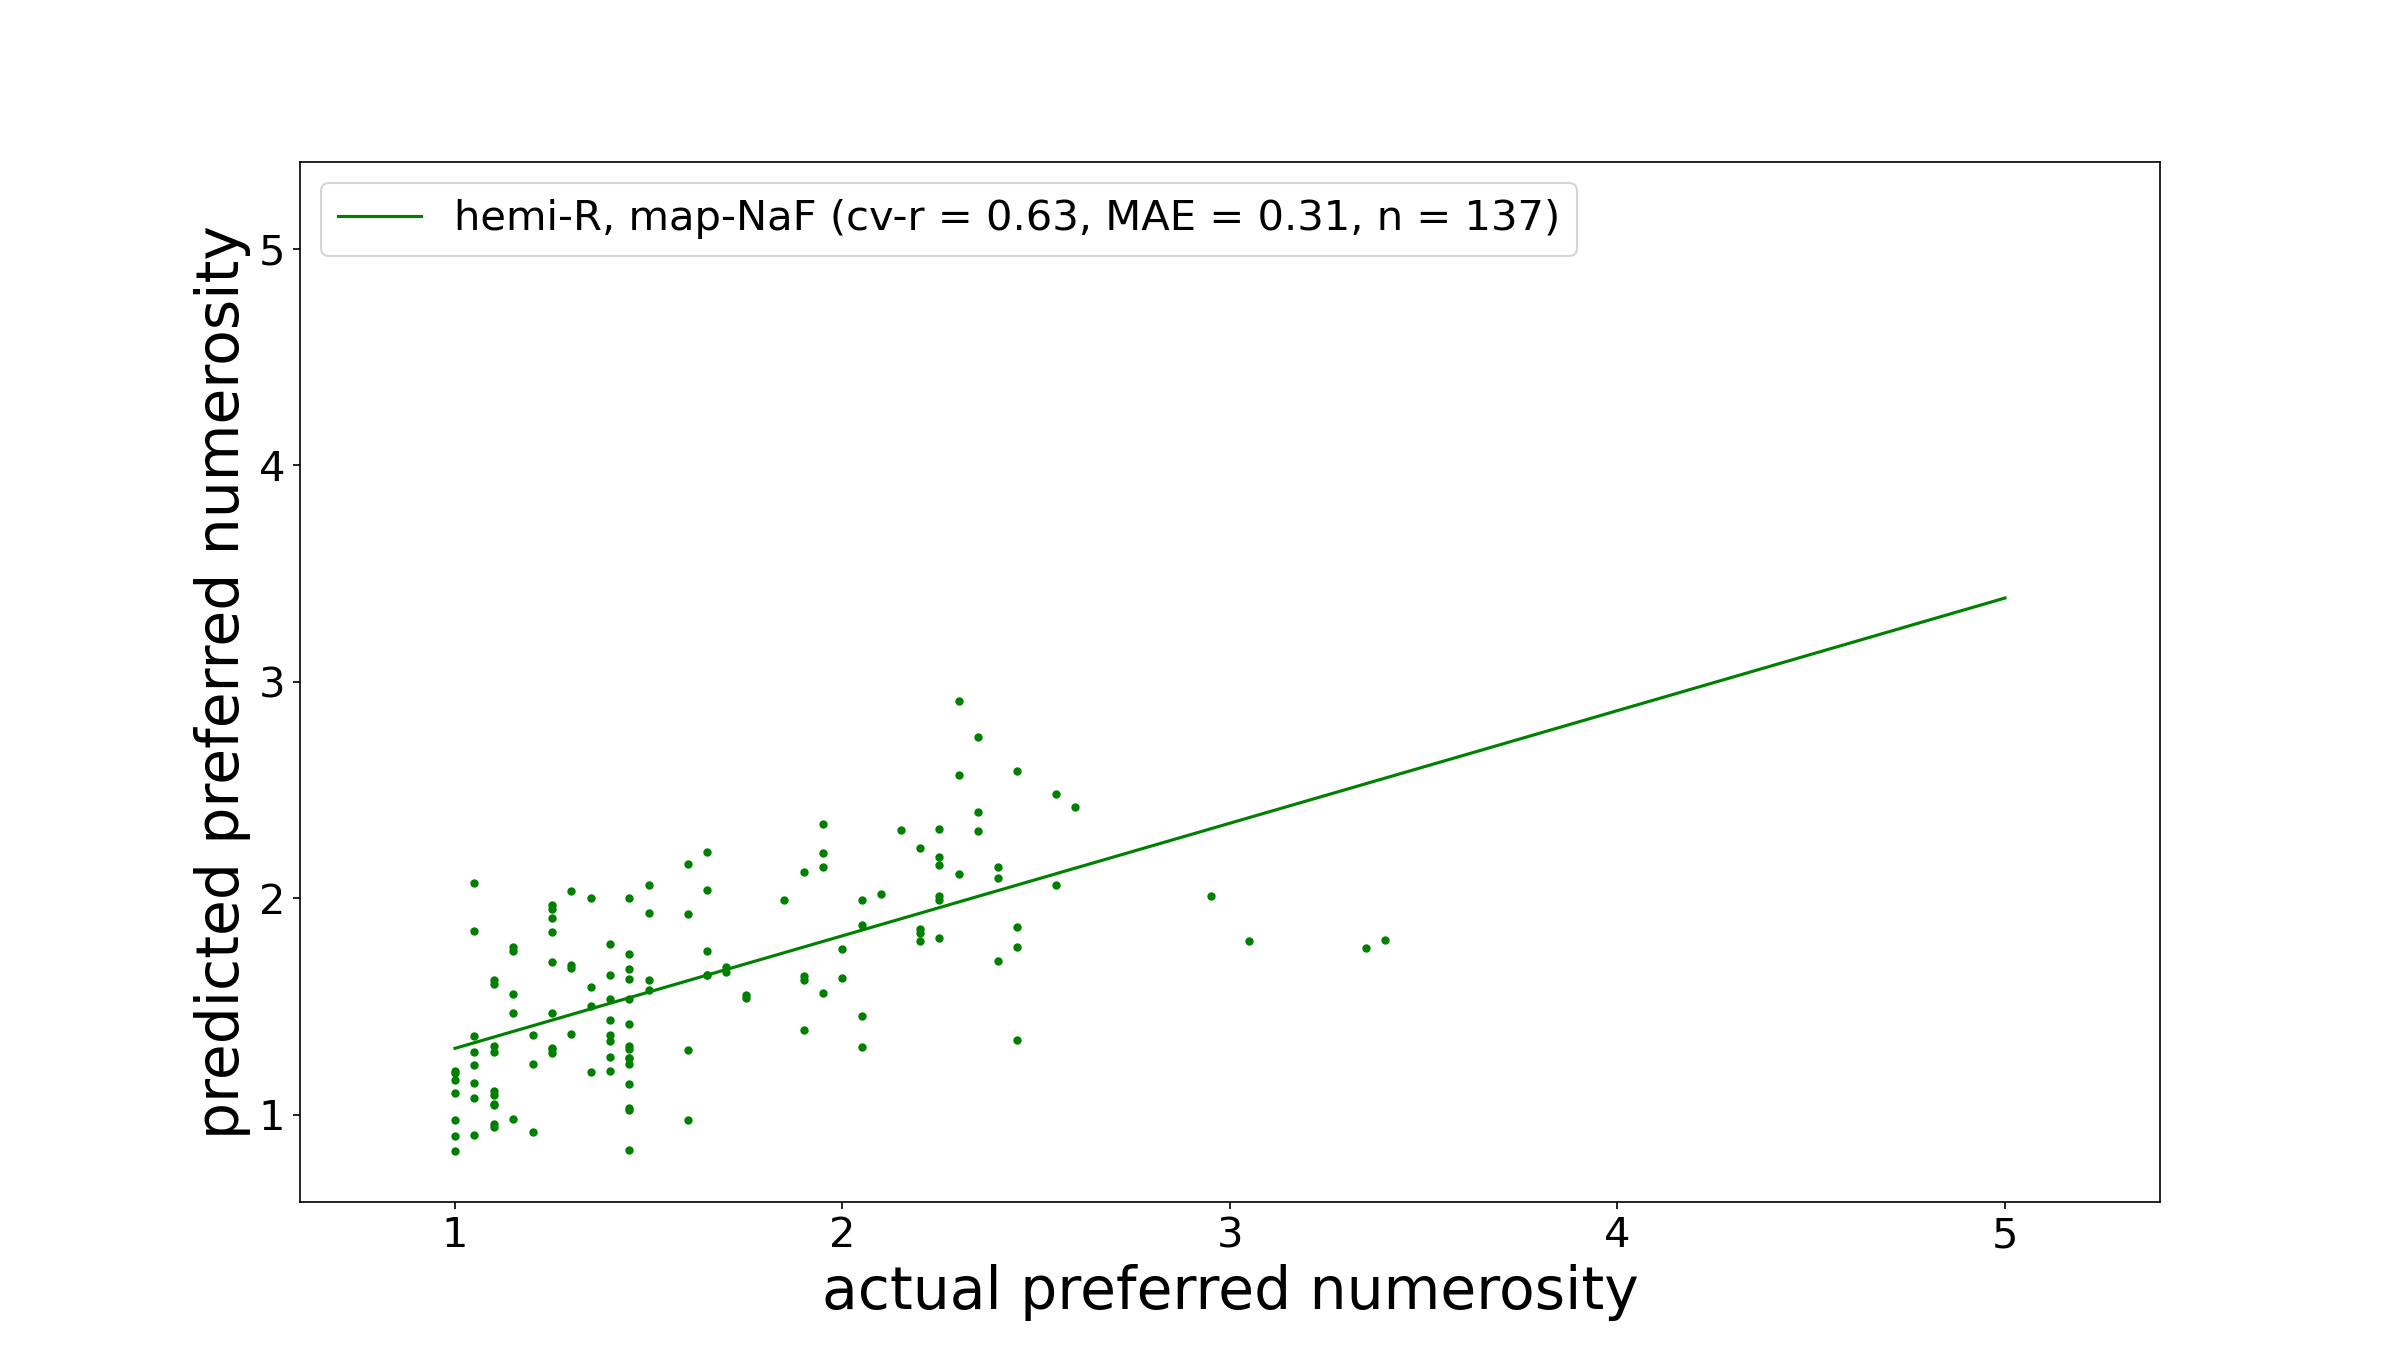 hemi-R, map-NaF (cv-r = 0.63, MAE = 0.31, n = 137)
predicted preferred numerosity
5
4
3
2
1
1 2 3 4 5
actual preferred numerosity